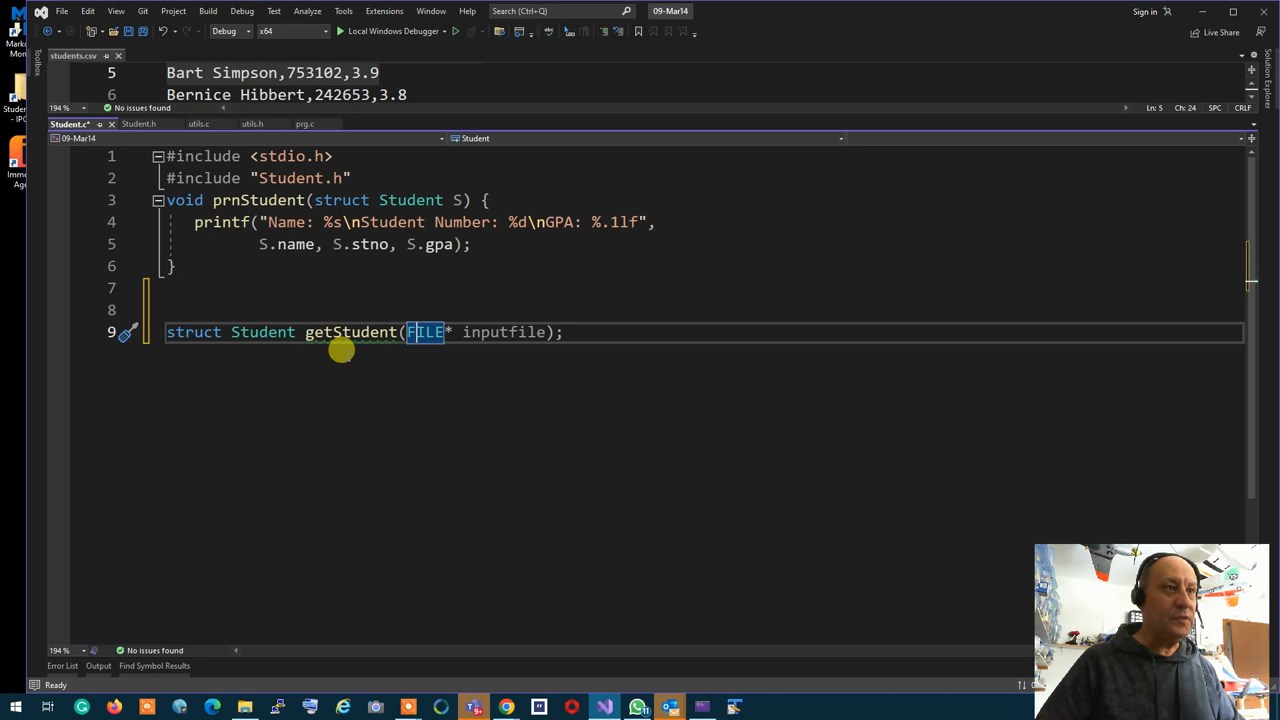 File Edit View Git Project Build Debug Test Analyze Tools Extensions Window Help Search (Ctrl+Q) 09-Mar14 Sign in
Debug x64 Local Windows Debugger Live Share
students.csv
Toolbox
Solution Explorer
5 Bart Simpson,753102,3.9
6 Bernice Hibbert,242653,3.8
194 % No issues found Ln: 5 Ch: 24 SPC CRLF
Student.c* Student.h utils.c utils.h prg.c
09-Mar14 Student
1 #include <stdio.h>
2 #include "Student.h"
3 void prnStudent(struct Student S) {
4 printf("Name: %s\nStudent Number: %d\nGPA: %.1lf",
5 S.name, S.stno, S.gpa);
6 }
7
8
9 struct Student getStudent(FILE* inputfile);
194 % No issues found
Error List Output Find Symbol Results
Ready